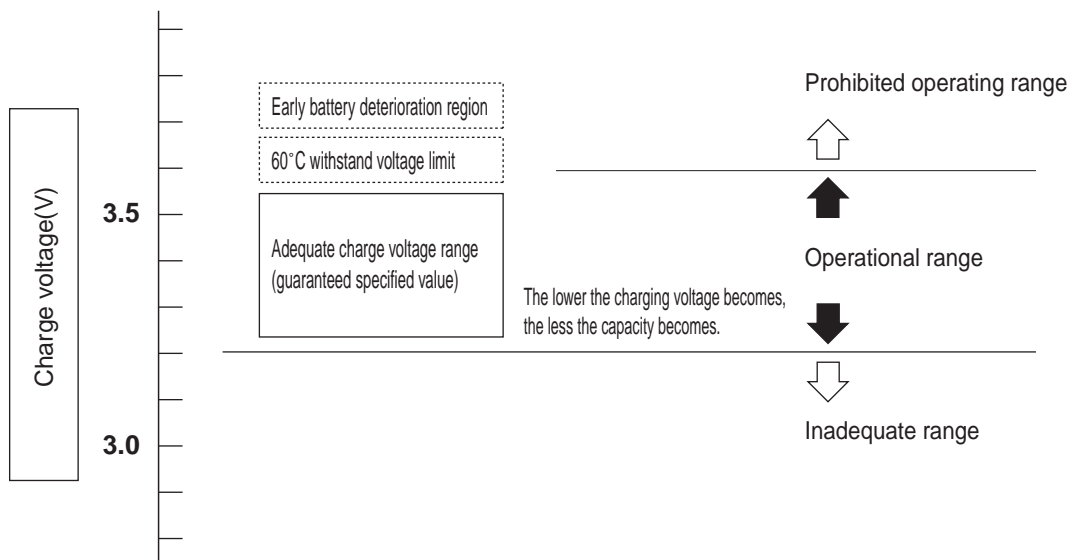 Charge voltage(V)
3.5
3.0
Early battery deterioration region
60°C withstand voltage limit
Adequate charge voltage range
(guaranteed specified value)
The lower the charging voltage becomes,
the less the capacity becomes.
Prohibited operating range
Operational range
Inadequate range